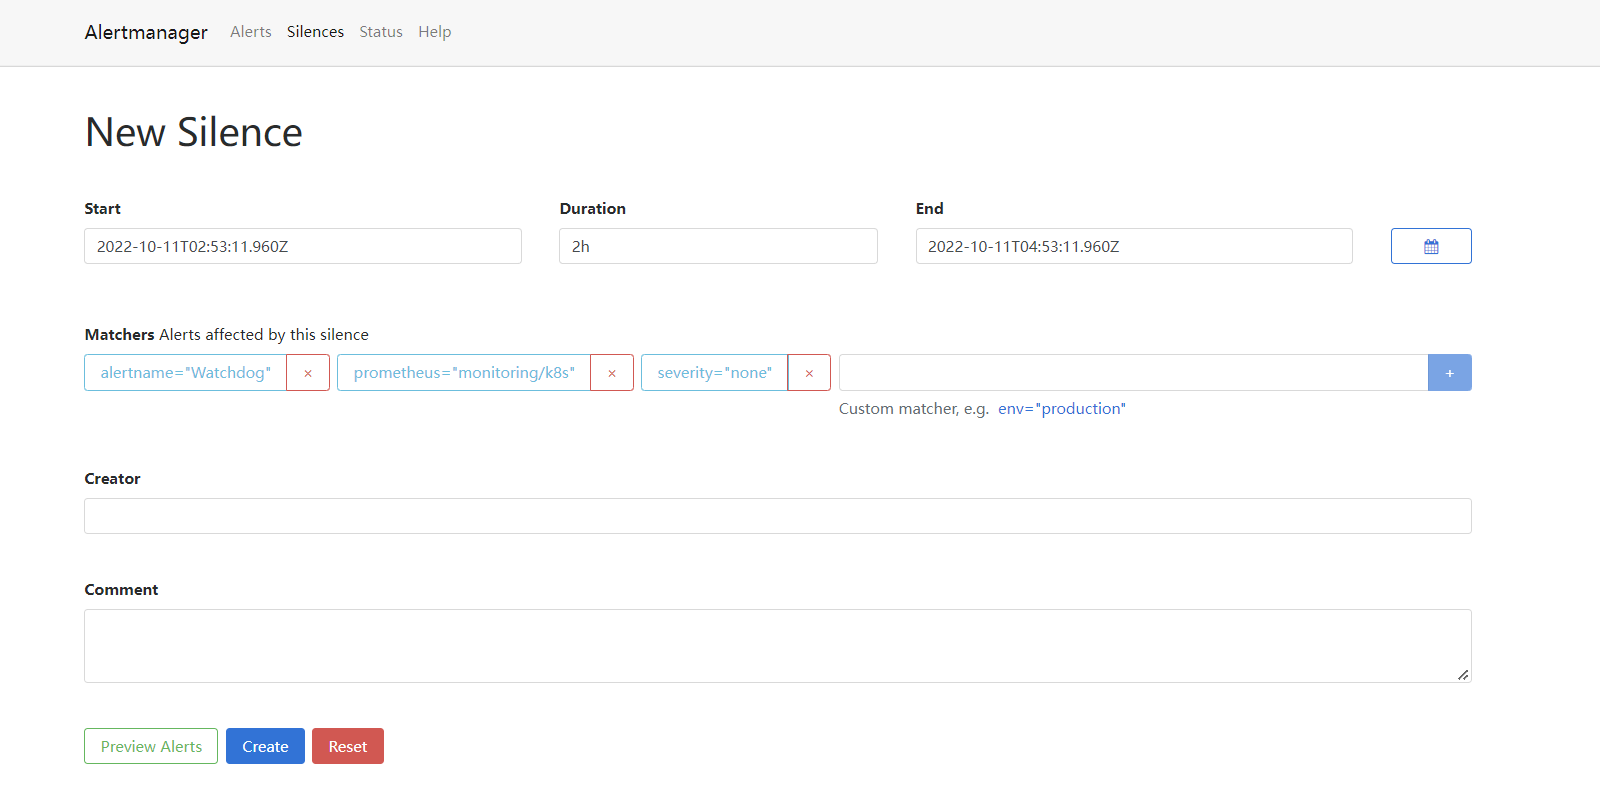 Alertmanager Alerts Silences Status Help
New Silence
Start Duration End
2022-10-11T02:53:11.960Z 2h 2022-10-11T04:53:11.960Z
Matchers Alerts affected by this silence
alertname="Watchdog" × prometheus="monitoring/k8s" × severity="none" × +
Custom matcher, e.g. env="production"
Creator
Comment
Preview Alerts Create Reset